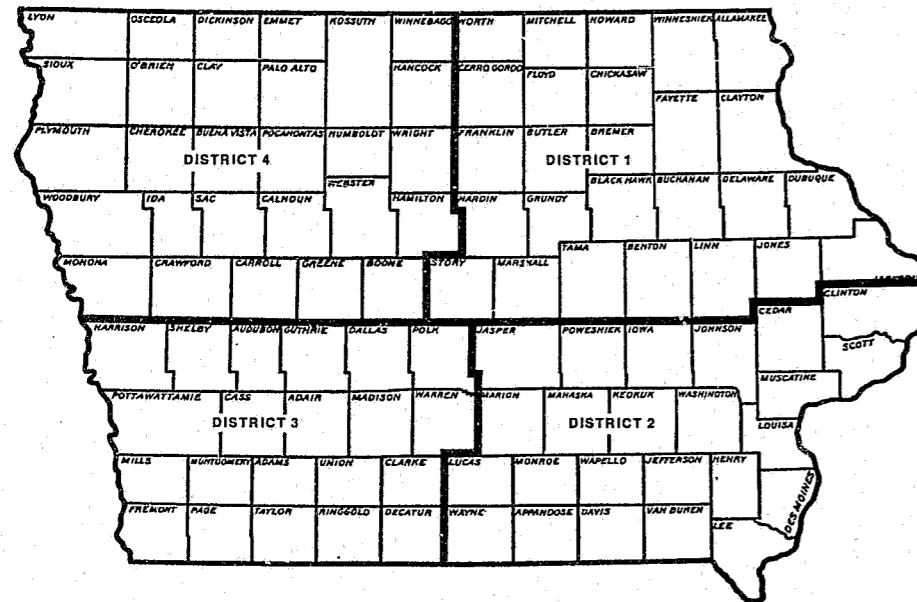 LYON OSCEOLA DICKINSON EMMET KOSSUTH WINNEBAGO WORTH MITCHELL HOWARD WINNESHIEK ALLAMAKEE
SIOUX O'BRIEN CLAY PALO ALTO HANCOCK CERRO GORDO FLOYD CHICKASAW
FAYETTE CLAYTON
PLYMOUTH CHEROKEE BUENA VISTA POCAHONTAS HUMBOLDT WRIGHT FRANKLIN BUTLER BREMER
DISTRICT 4 DISTRICT 1
WEBSTER BLACK HAWK BUCHANAN DELAWARE DUBUQUE
WOODBURY IDA SAC CALHOUN HAMILTON HARDIN GRUNDY
TAMA BENTON LINN JONES
MONONA CRAWFORD CARROLL GREENE BOONE STORY MARSHALL
JACKSON
CLINTON
CEDAR
HARRISON SHELBY AUDUBON GUTHRIE DALLAS POLK JASPER POWESHIEK IOWA JOHNSON
SCOTT
MUSCATINE
POTTAWATTAMIE CASS ADAIR MADISON WARREN MARION MAHASKA KEOKUK WASHINGTON
DISTRICT 3 DISTRICT 2
LOUISA
MILLS MONTGOMERY ADAMS UNION CLARKE LUCAS MONROE WAPELLO JEFFERSON HENRY
DES MOINES
FREMONT PAGE TAYLOR RINGGOLD DECATUR WAYNE APPANOOSE DAVIS VAN BUREN
LEE